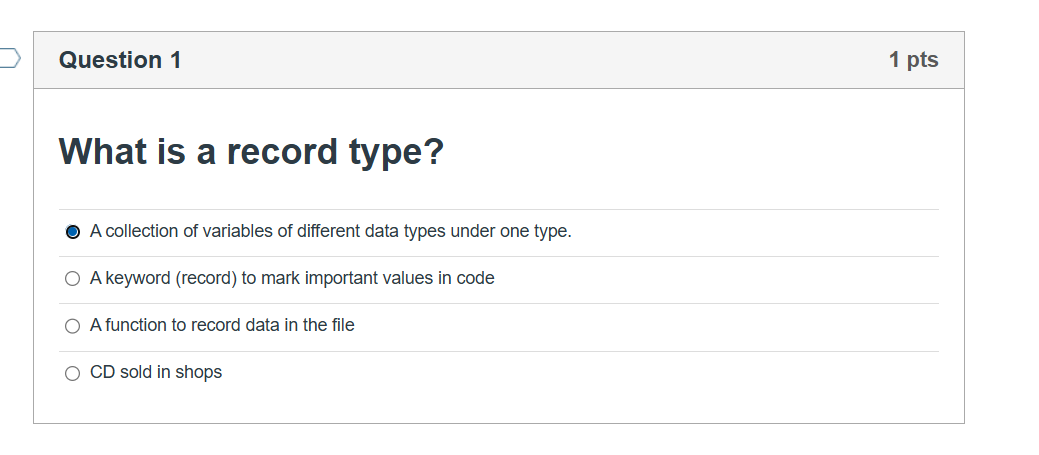 Question 1
1 pts
What is a record type?
A collection of variables of different data types under one type.
A keyword (record) to mark important values in code
A function to record data in the file
CD sold in shops